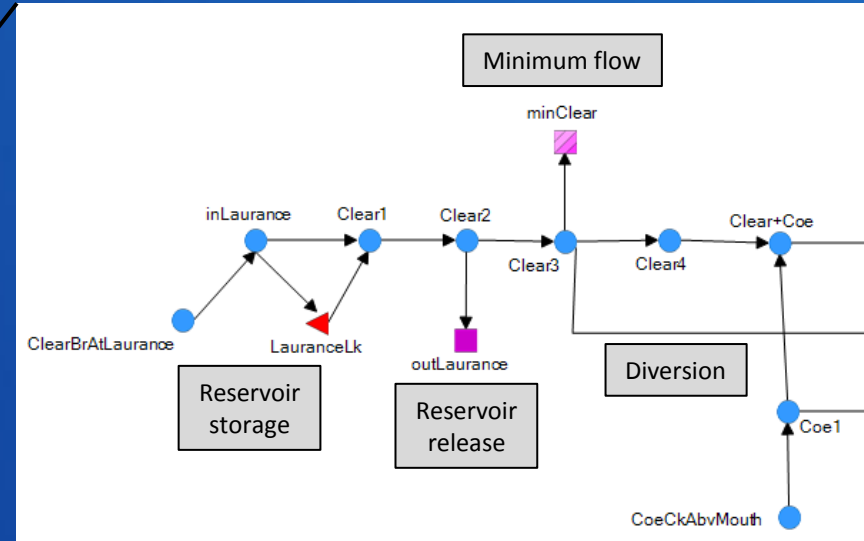 Minimum flow
minClear
inLaurance
Clear1
Clear2
Clear+Coe
Clear3
Clear4
ClearBrAtLaurance
LauranceLk
outLaurance
Reservoir
storage
Reservoir
release
Diversion
Coe1
CoeCkAbvMouth